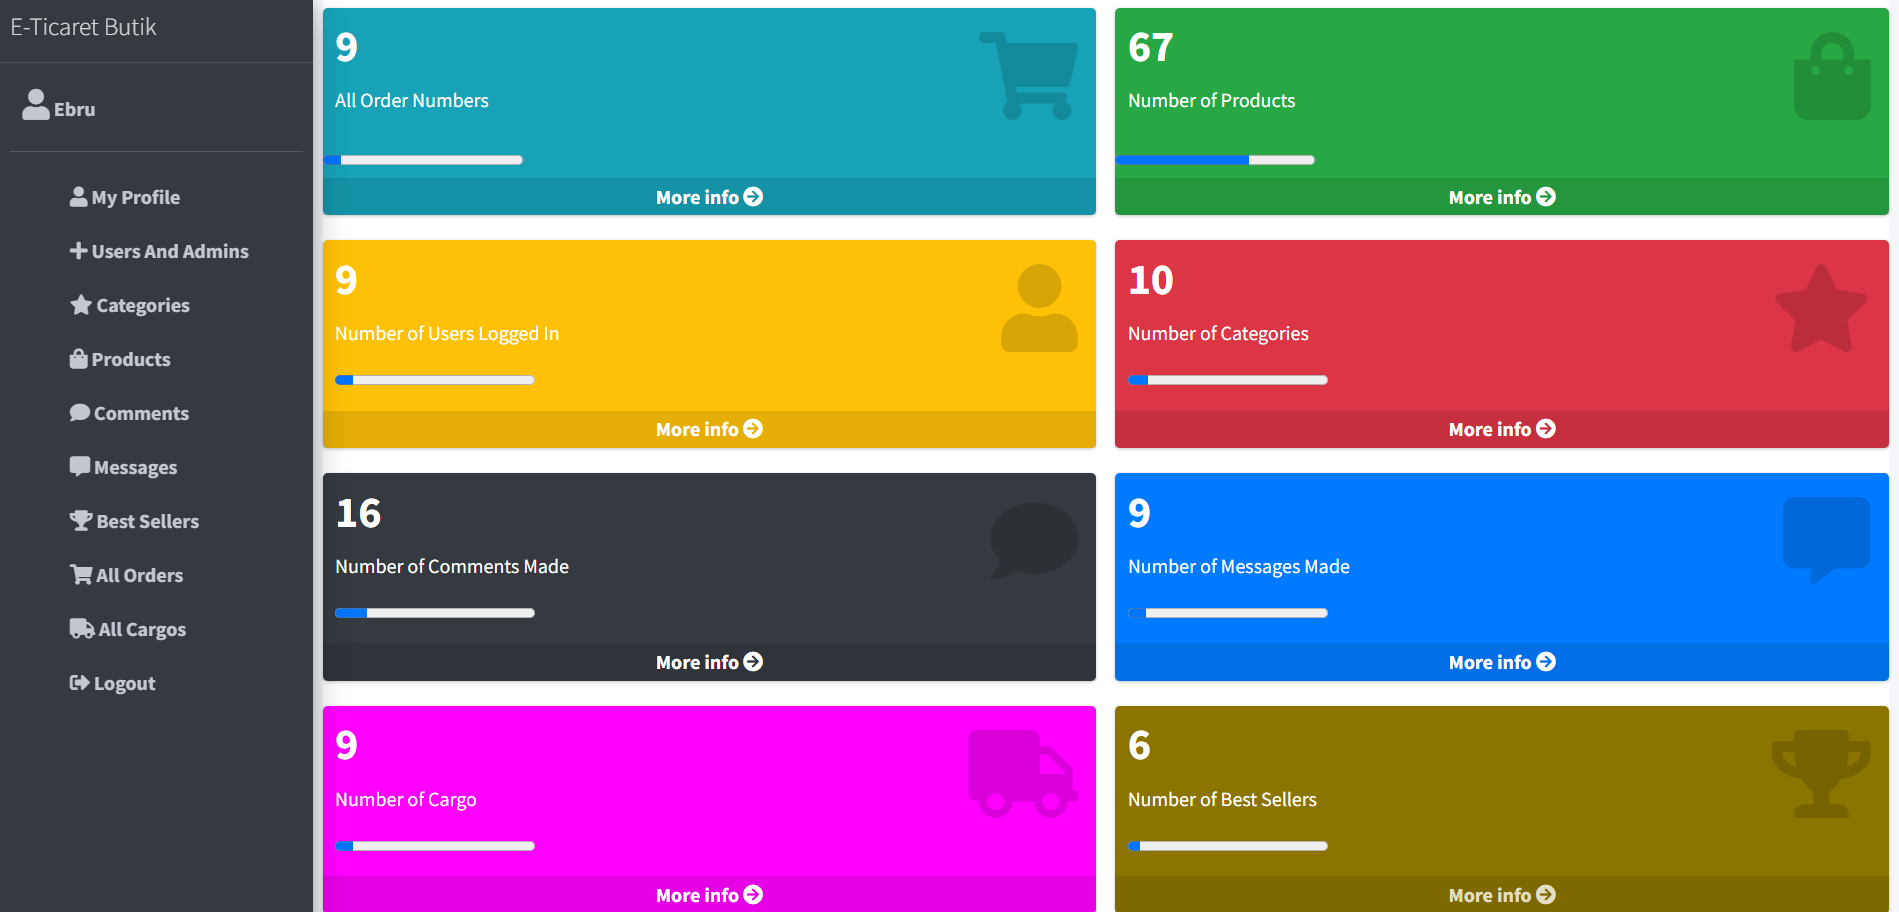 E-Ticaret Butik
Ebru
My Profile
Users And Admins
Categories
Products
Comments
Messages
Best Sellers
All Orders
All Cargos
Logout
9
All Order Numbers
More info
67
Number of Products
More info
9
Number of Users Logged In
More info
10
Number of Categories
More info
16
Number of Comments Made
More info
9
Number of Messages Made
More info
9
Number of Cargo
More info
6
Number of Best Sellers
More info